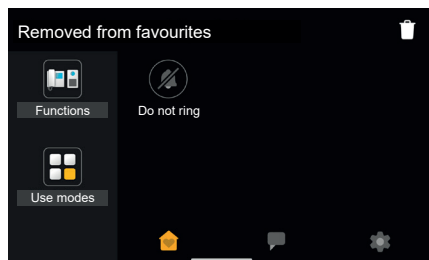 Removed from favourites
Functions
Do not ring
Use modes